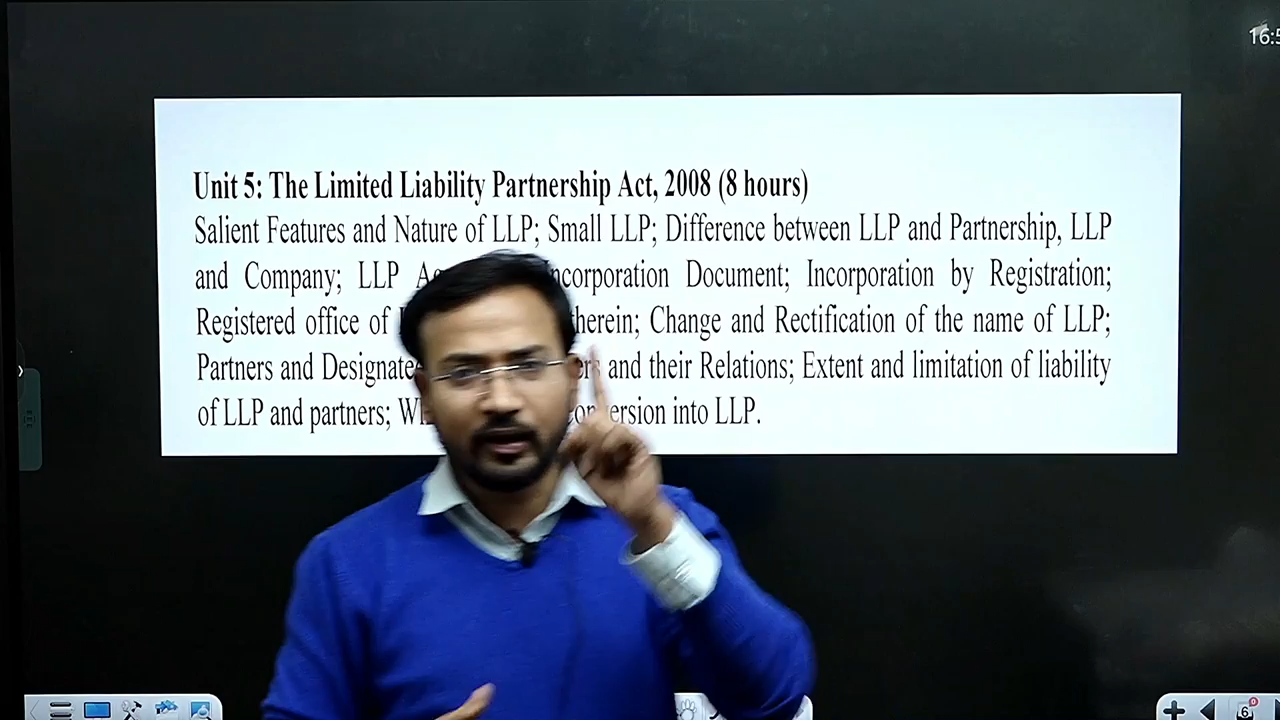 16:5
Unit 5: The Limited Liability Partnership Act, 2008 (8 hours)
Salient Features and Nature of LLP; Small LLP; Difference between LLP and Partnership, LLP
and Company; LLP Incorporation Document; Incorporation by Registration;
Registered office of therein; Change and Rectification of the name of LLP;
Partners and Designate and their Relations; Extent and limitation of liability
of LLP and partners; into LLP.
6